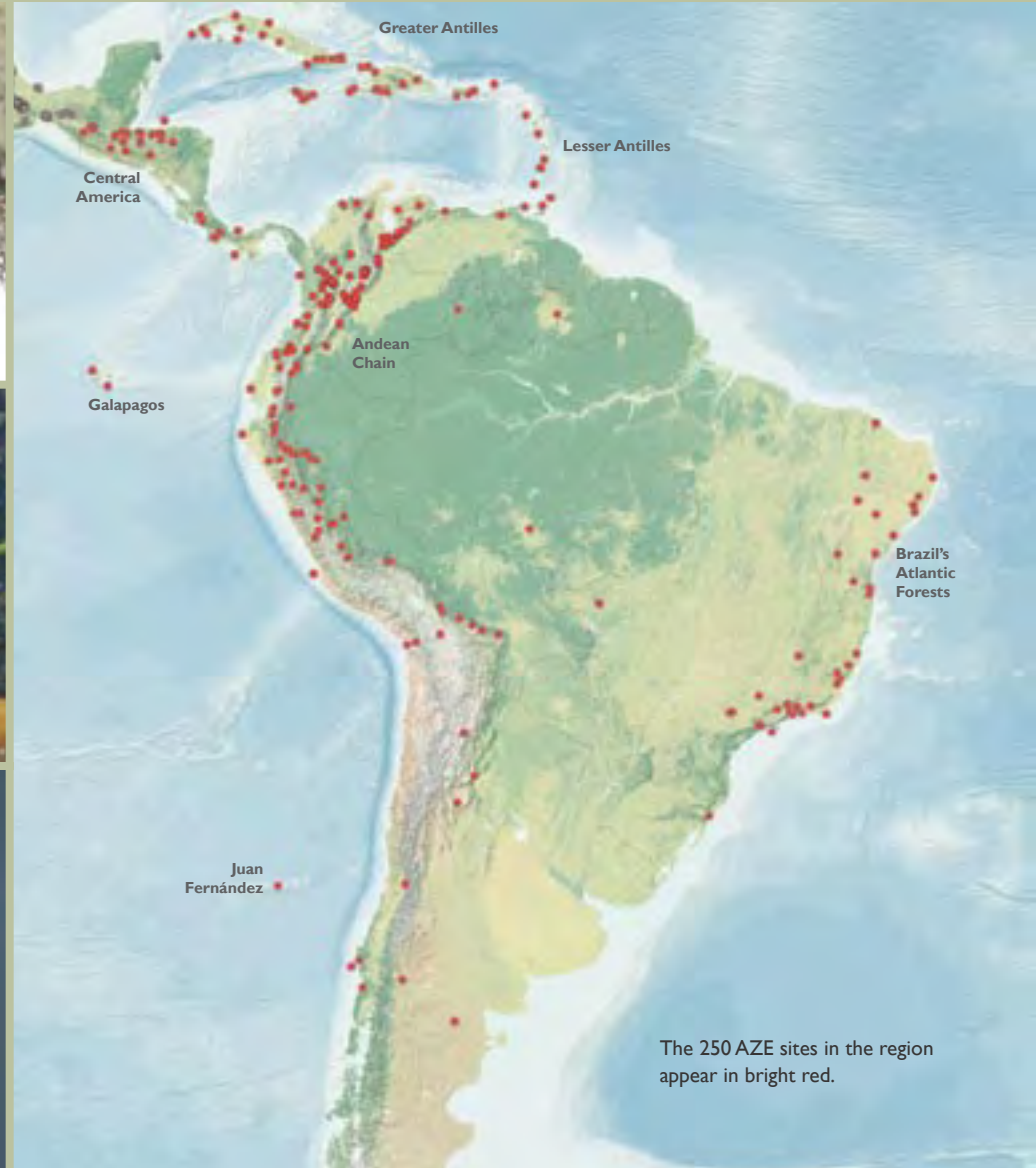 Greater Antilles
Lesser Antilles
Central
America
Andean
Chain
Galapagos
Brazil's
Atlantic
Forests
Juan
Fernández
The 250 AZE sites in the region
appear in bright red.